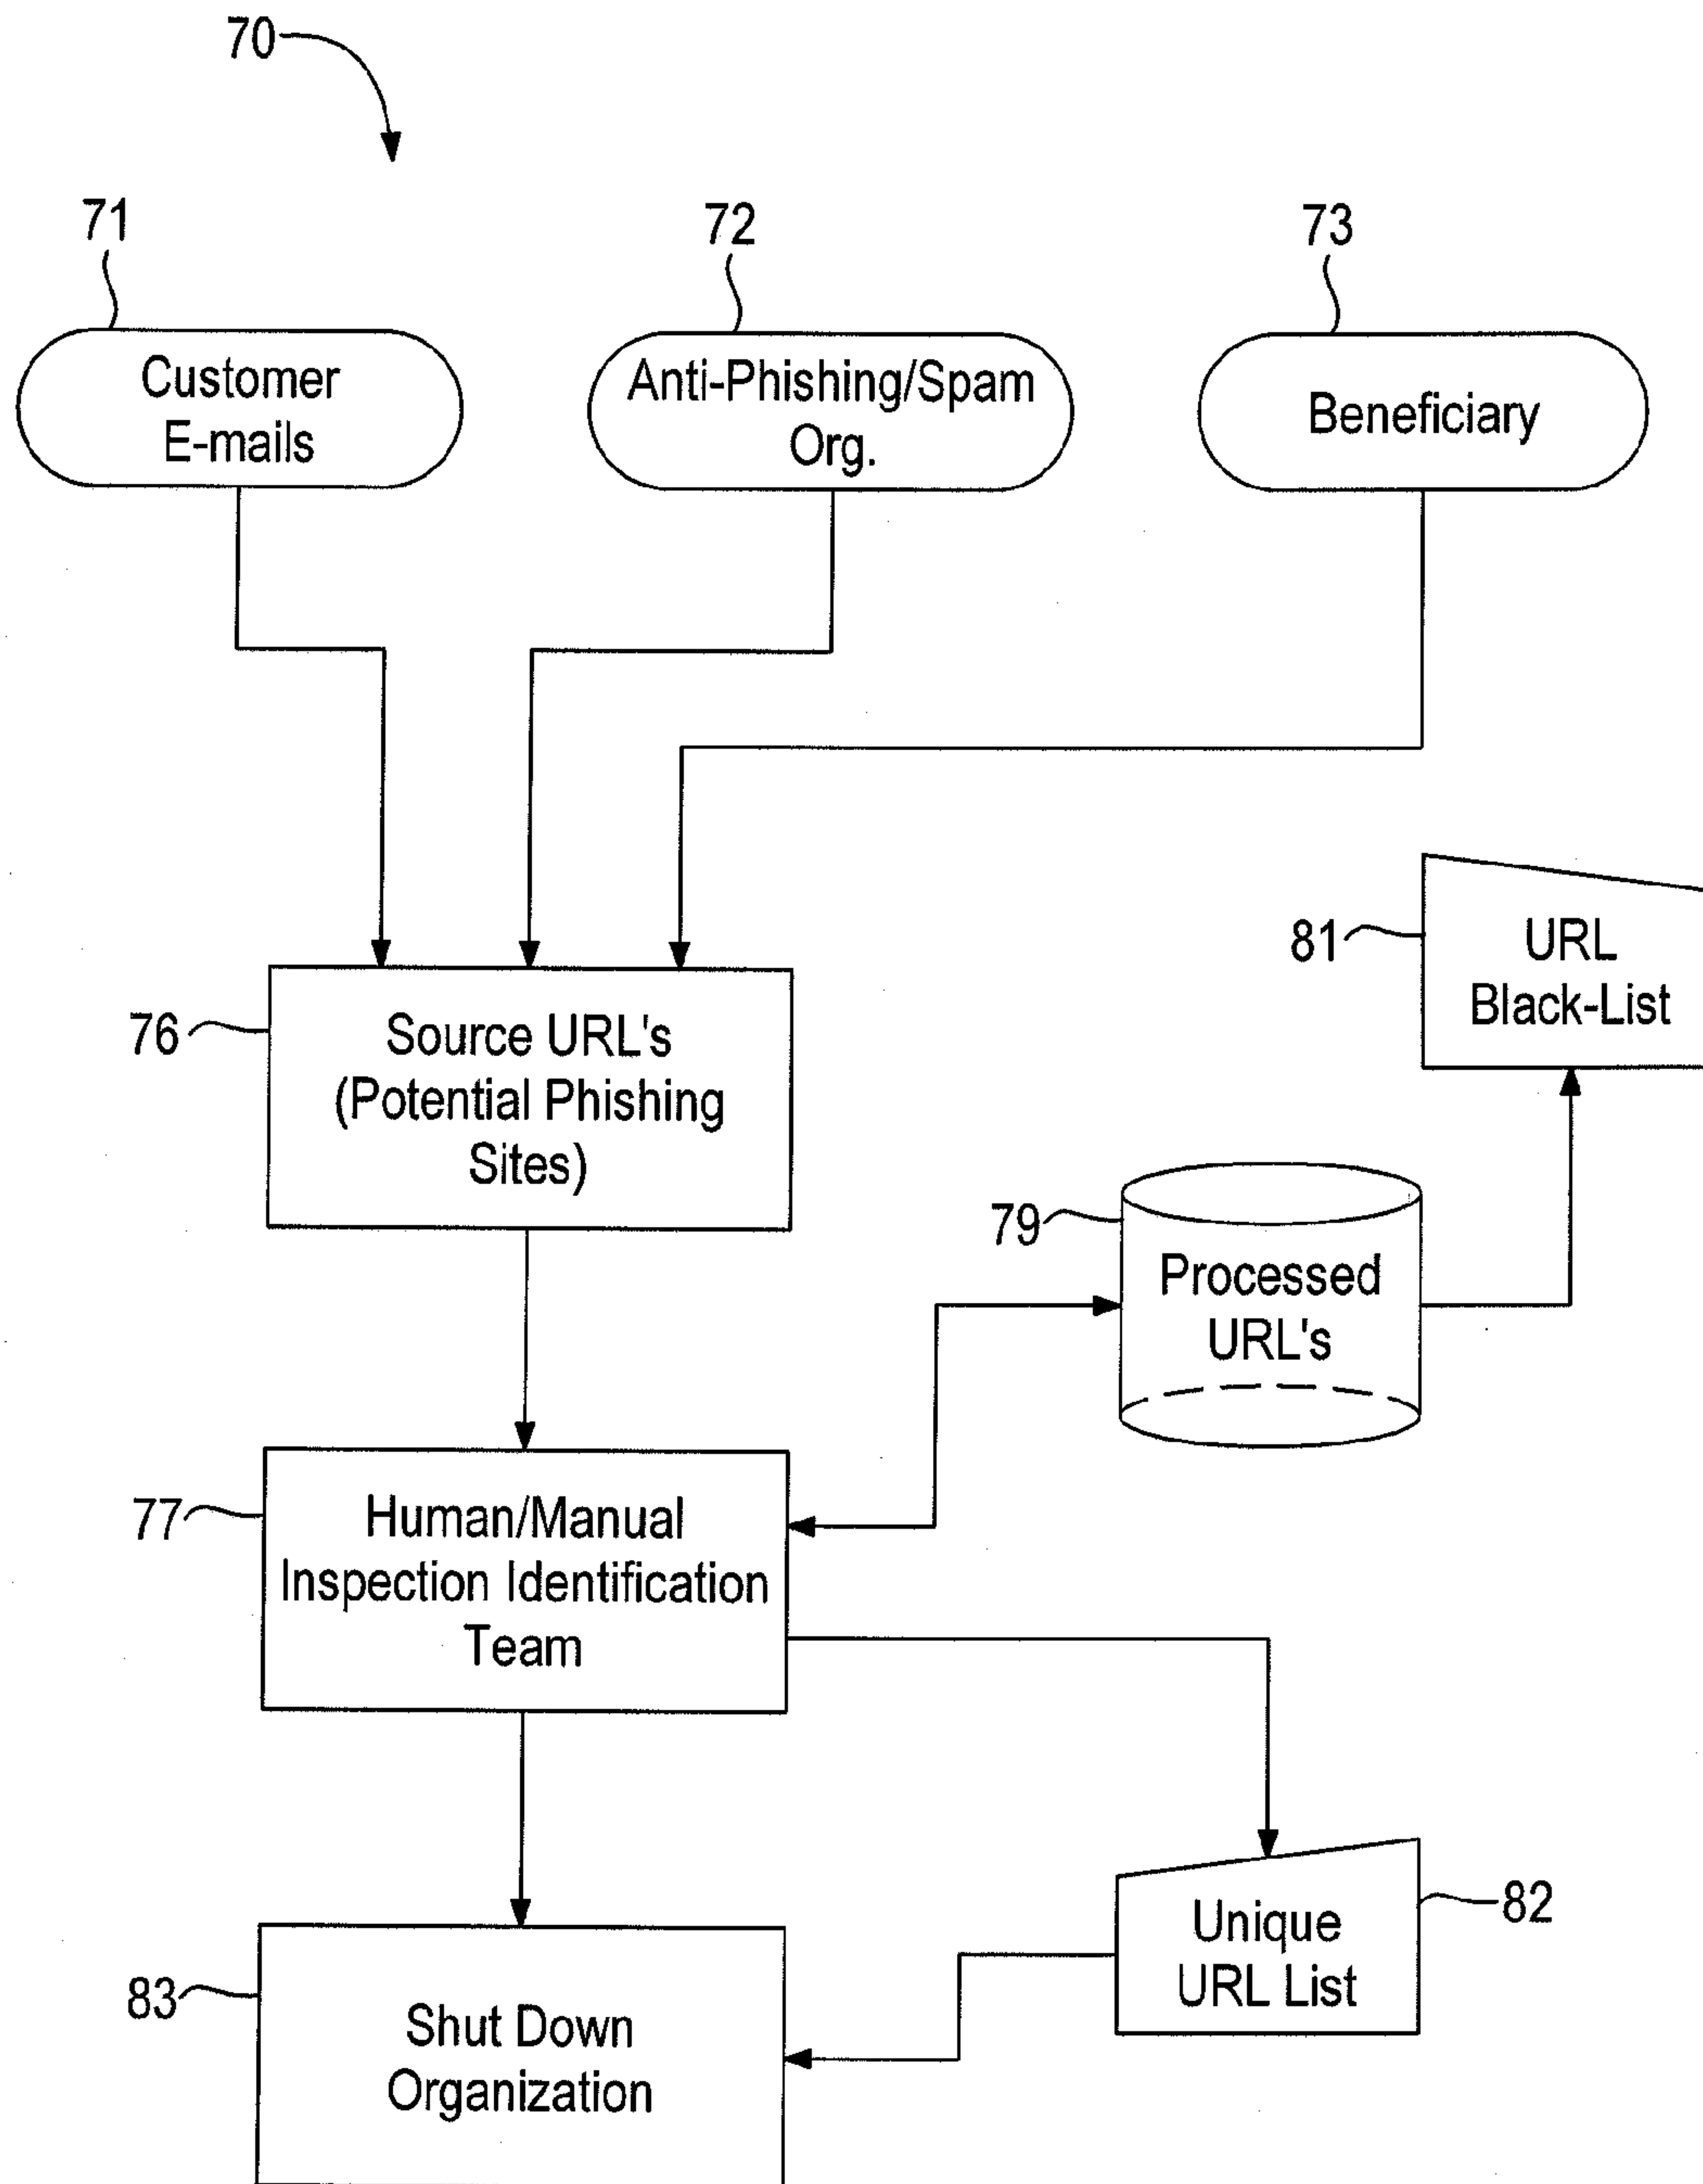 70
71
72
73
Customer
E-mails
Anti-Phishing/Spam
Org.
Beneficiary
81
URL
Black-List
76
Source URL's
(Potential Phishing
Sites)
79
Processed
URL's
77
Human/Manual
Inspection Identification
Team
82
Unique
URL List
83
Shut Down
Organization